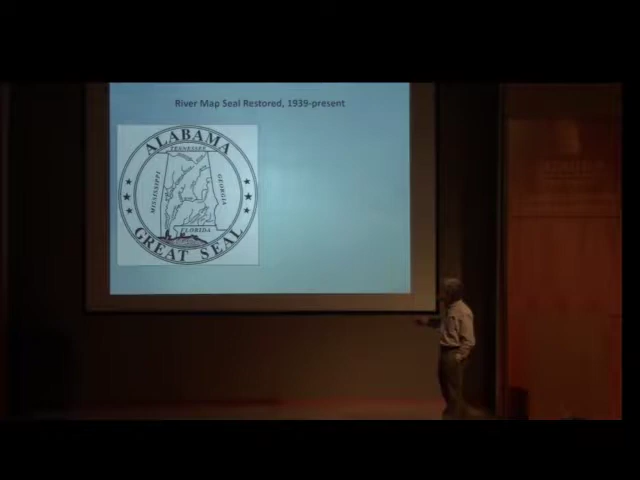 River Map Seal Restored, 1939-present
ALABAMA
TENNESSEE
MISSISSIPPI
GEORGIA
FLORIDA
GREAT SEAL